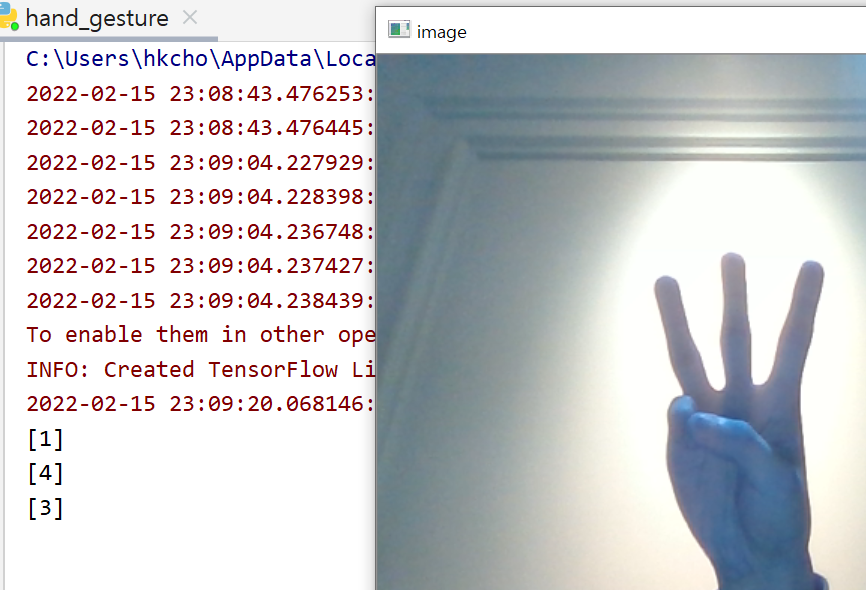 hand_gesture
image
C:\Users\hkcho\AppData\Loca
2022-02-15 23:08:43.476253:
2022-02-15 23:08:43.476445:
2022-02-15 23:09:04.227929:
2022-02-15 23:09:04.228398:
2022-02-15 23:09:04.236748:
2022-02-15 23:09:04.237427:
2022-02-15 23:09:04.238439:
To enable them in other ope
INFO: Created TensorFlow Li
2022-02-15 23:09:20.068146:
[1]
[4]
[3]